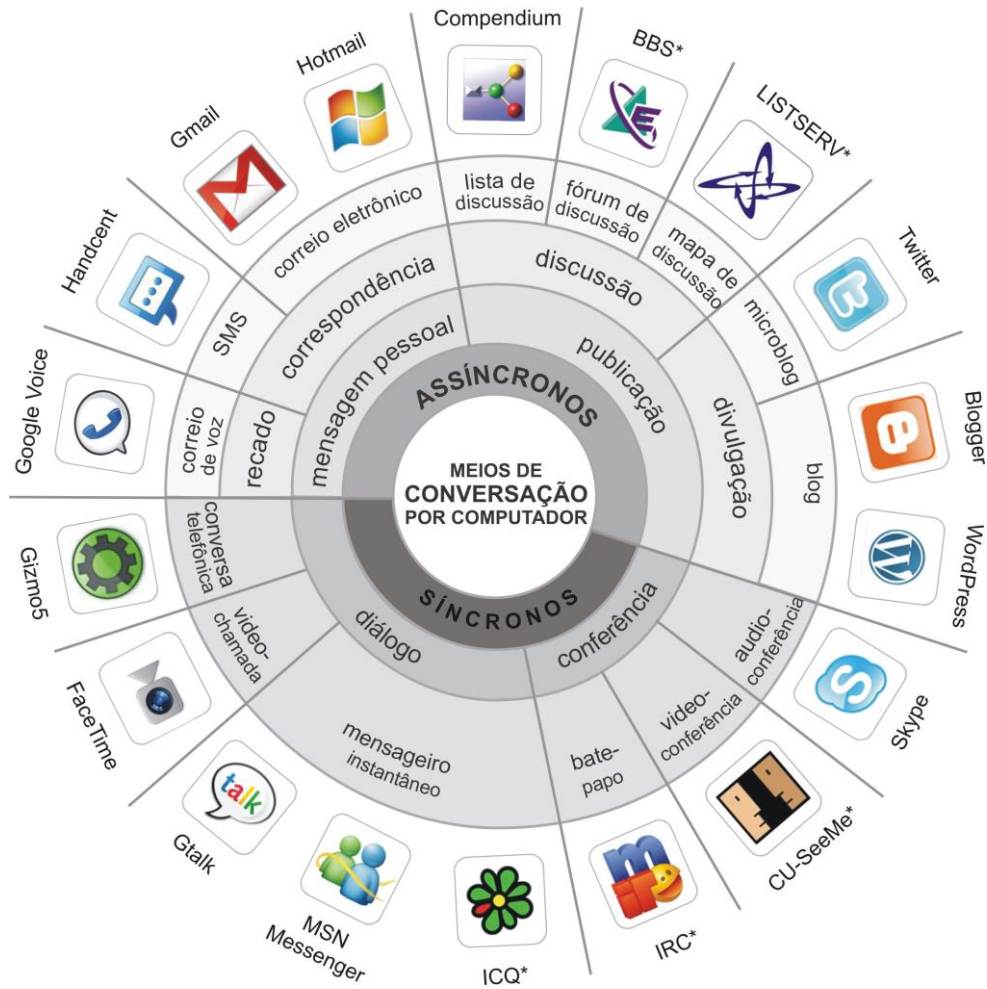 MEIOS DE
CONVERSAÇÃO
POR COMPUTADOR
ASSÍNCRONOS
mensagem pessoal
recado
correio
de voz
Google Voice
correspondência
SMS
Handcent
correio eletrônico
Gmail
Hotmail
publicação
discussão
lista de
discussão
Compendium
fórum de
discussão
BBS*
E
mapa de
discussão
LISTSERV*
divulgação
microblog
Twitter
blog
Blogger
WordPress
W
SÍNCRONOS
conferência
audio-
conferência
Skype
S
video-
conferência
CU-SeeMe*
bate-
papo
IRC*
diálogo
mensageiro
instantâneo
ICQ*
MSN
Messenger
Gtalk
talk
video-
chamada
FaceTime
conversa
telefônica
Gizmo5